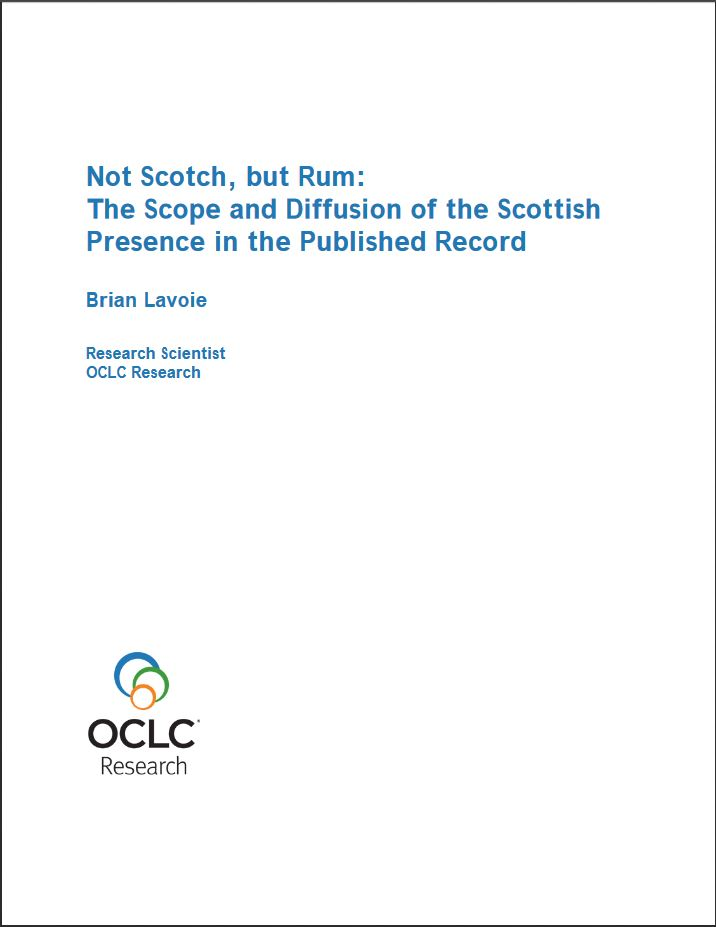 Not Scotch, but Rum:
The Scope and Diffusion of the Scottish
Presence in the Published Record
Brian Lavoie
Research Scientist
OCLC Research
OCLC
Research